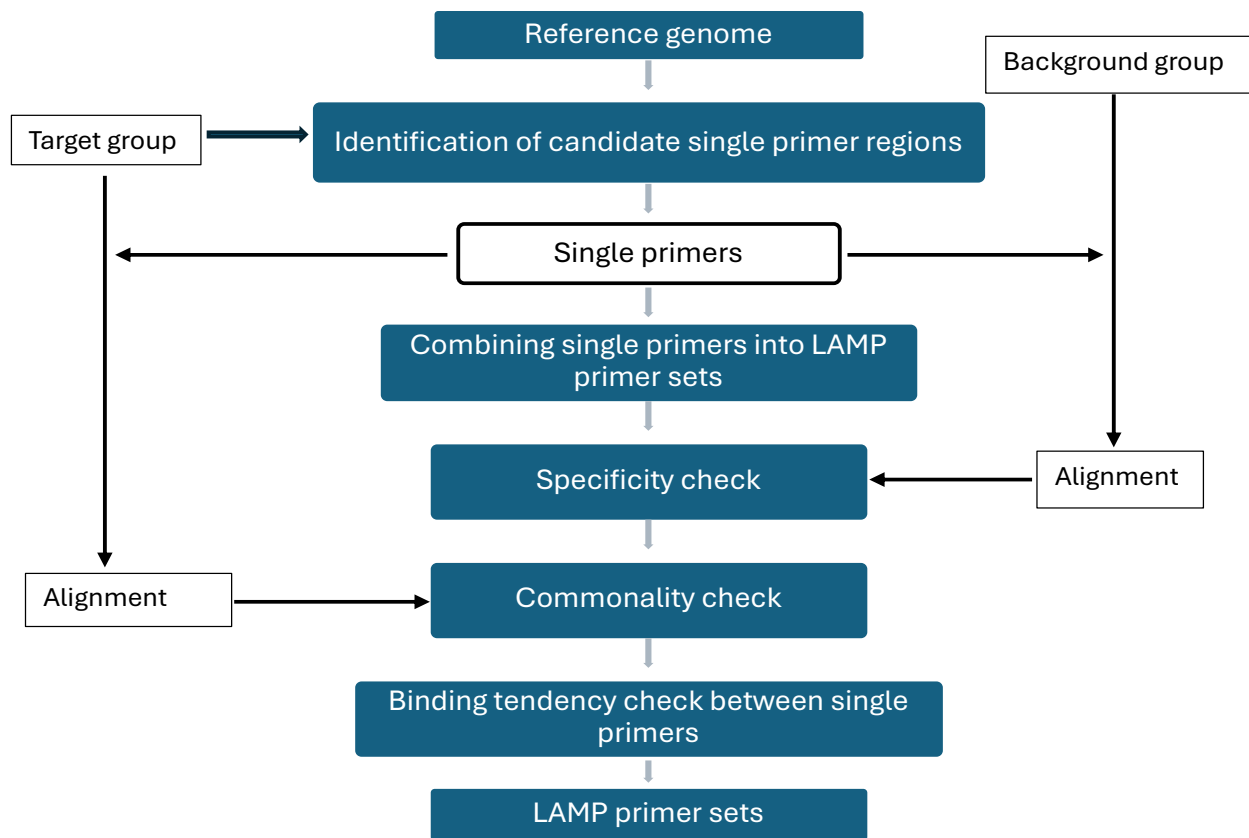 Reference genome
Background group
Target group
Identification of candidate single primer regions
Single primers
Combining single primers into LAMP
primer sets
Specificity check
Alignment
Alignment
Commonality check
Binding tendency check between single
primers
LAMP primer sets